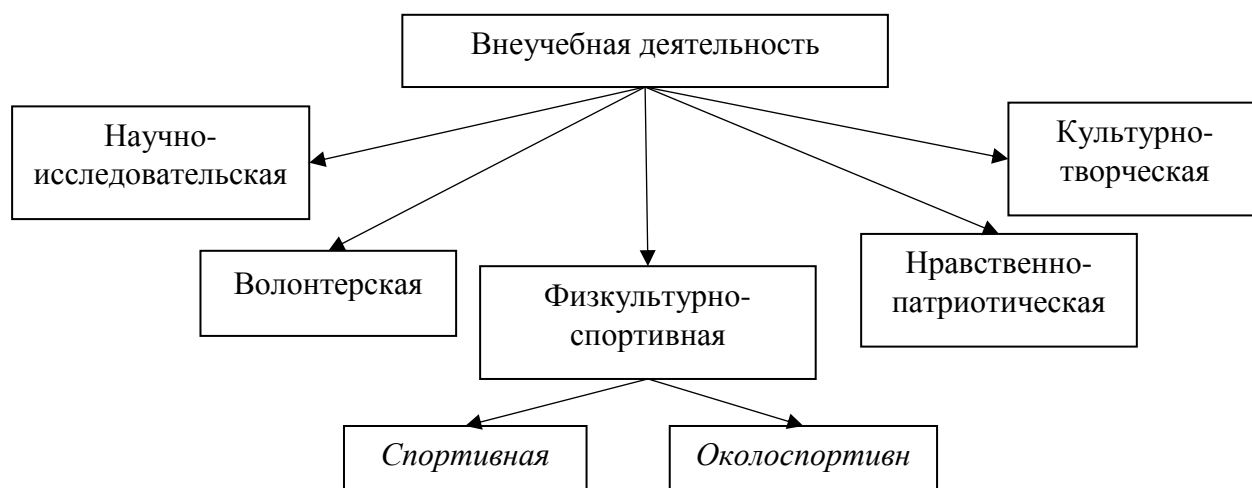 Внеучебная деятельность
Научно-
исследовательская
Культурно-
творческая
Волонтерская
Физкультурно-
спортивная
Нравственно-
патриотическая
Спортивная
Околоспортивн